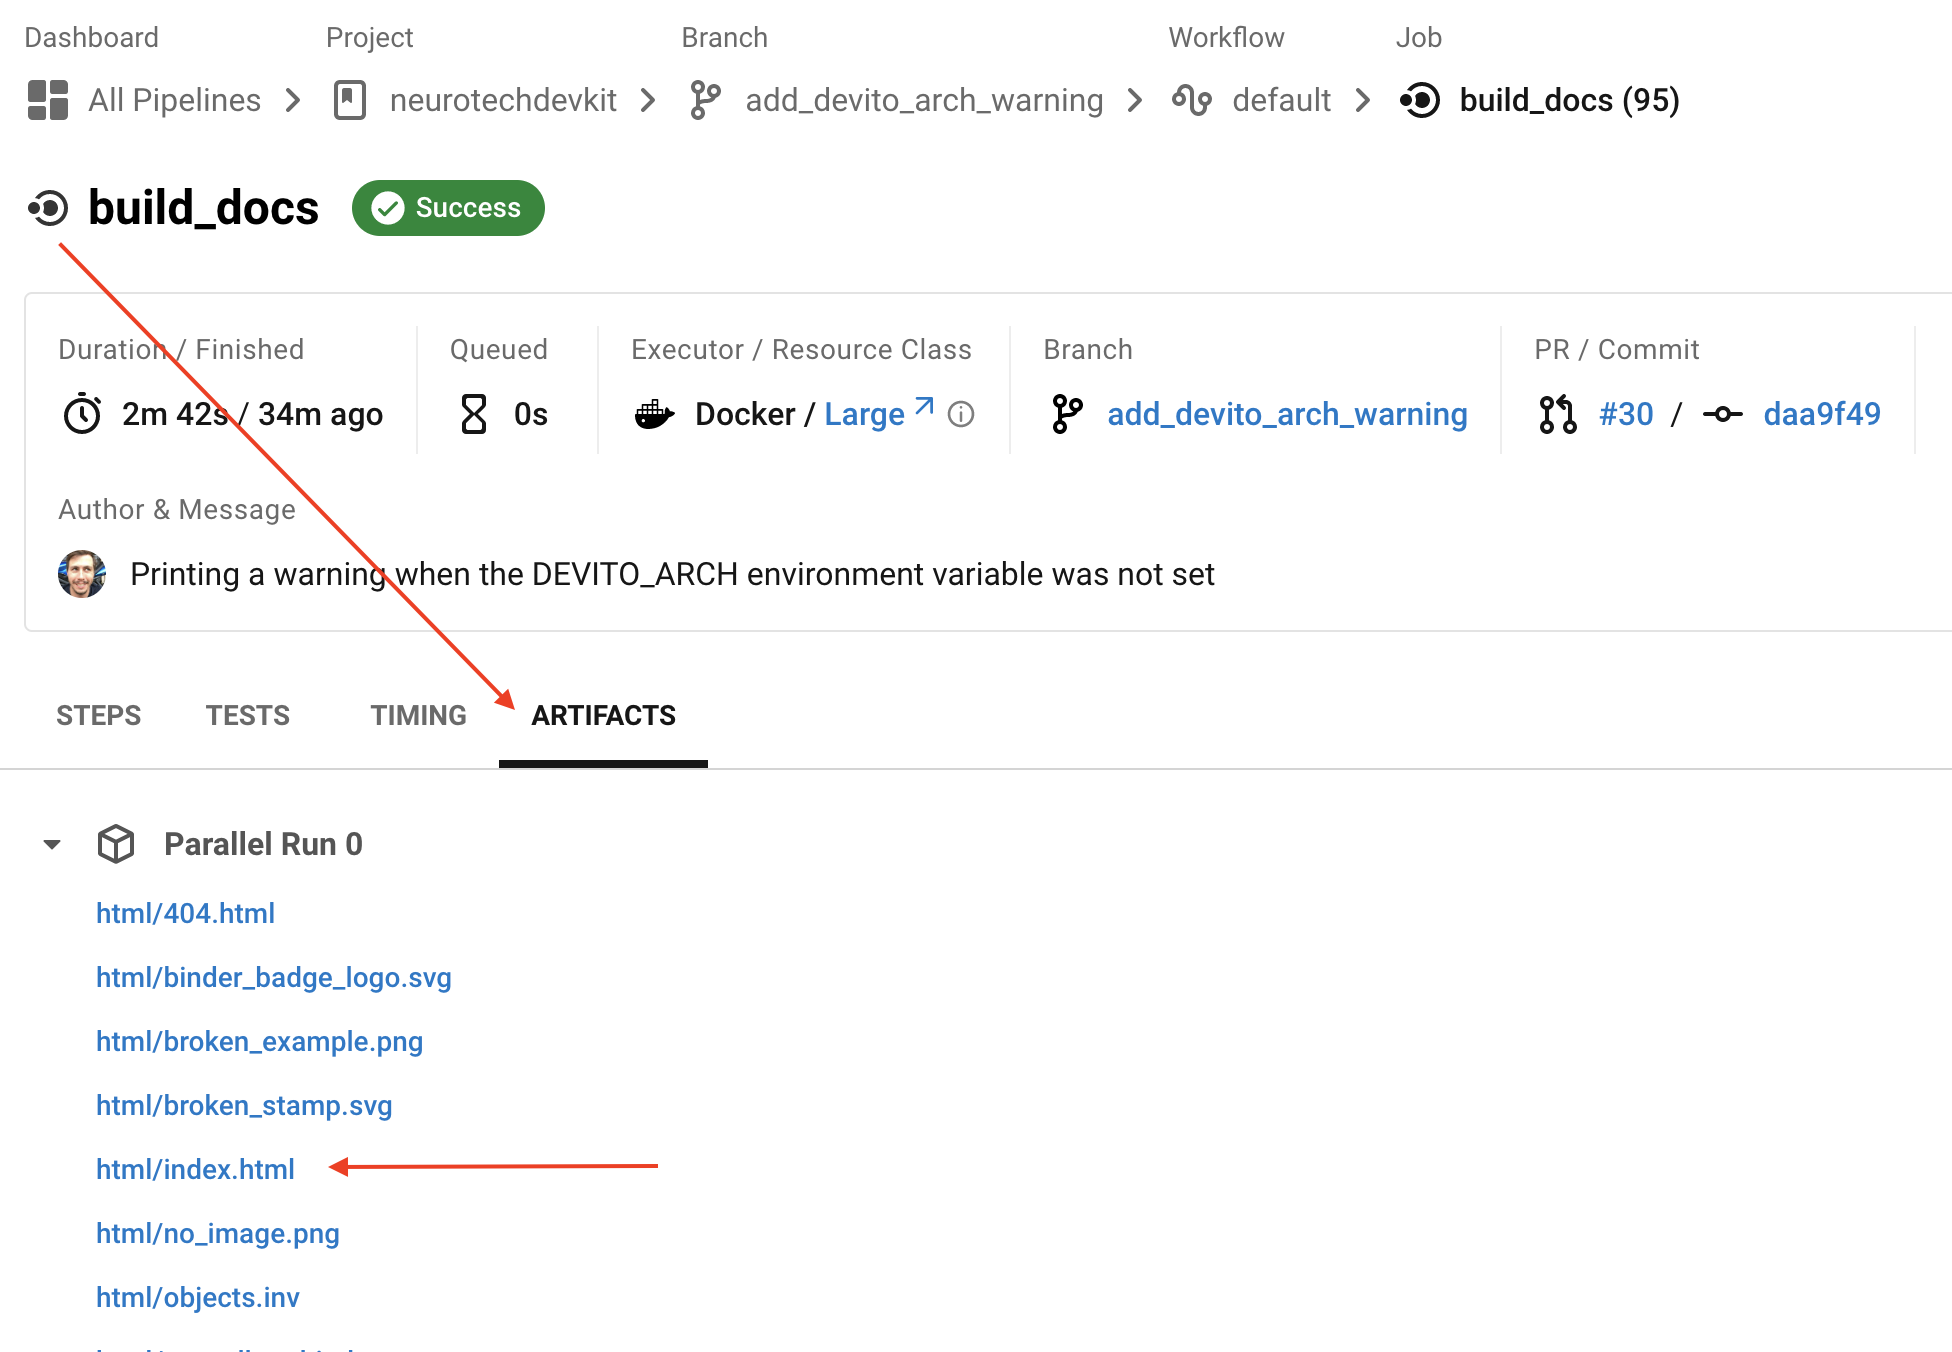 Dashboard Project Branch Workflow Job
All Pipelines neurotechdevkit add_devito_arch_warning default build_docs (95)
build_docs Success
Duration / Finished Queued Executor / Resource Class Branch PR / Commit
2m 42s / 34m ago 0s Docker / Large add_devito_arch_warning #30 / daa9f49
Author & Message
Printing a warning when the DEVITO_ARCH environment variable was not set
STEPS TESTS TIMING ARTIFACTS
Parallel Run 0
html/404.html
html/binder_badge_logo.svg
html/broken_example.png
html/broken_stamp.svg
html/index.html
html/no_image.png
html/objects.inv